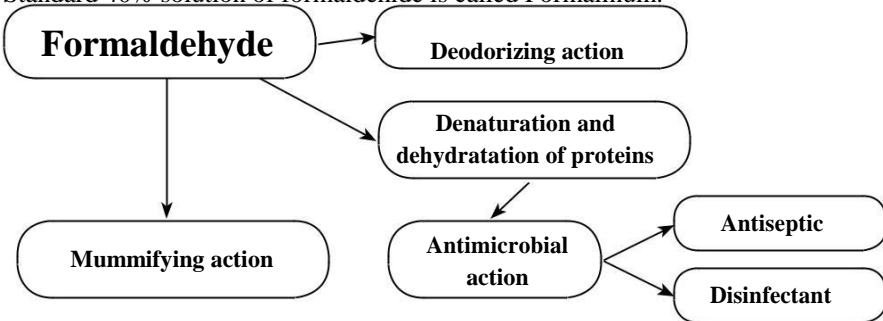 Standard 40% solution of formaldehide is called Formalinum.
Formaldehyde
Deodorizing action
Denaturation and
dehydratation of proteins
Mummifying action
Antimicrobial
action
Antiseptic
Disinfectant